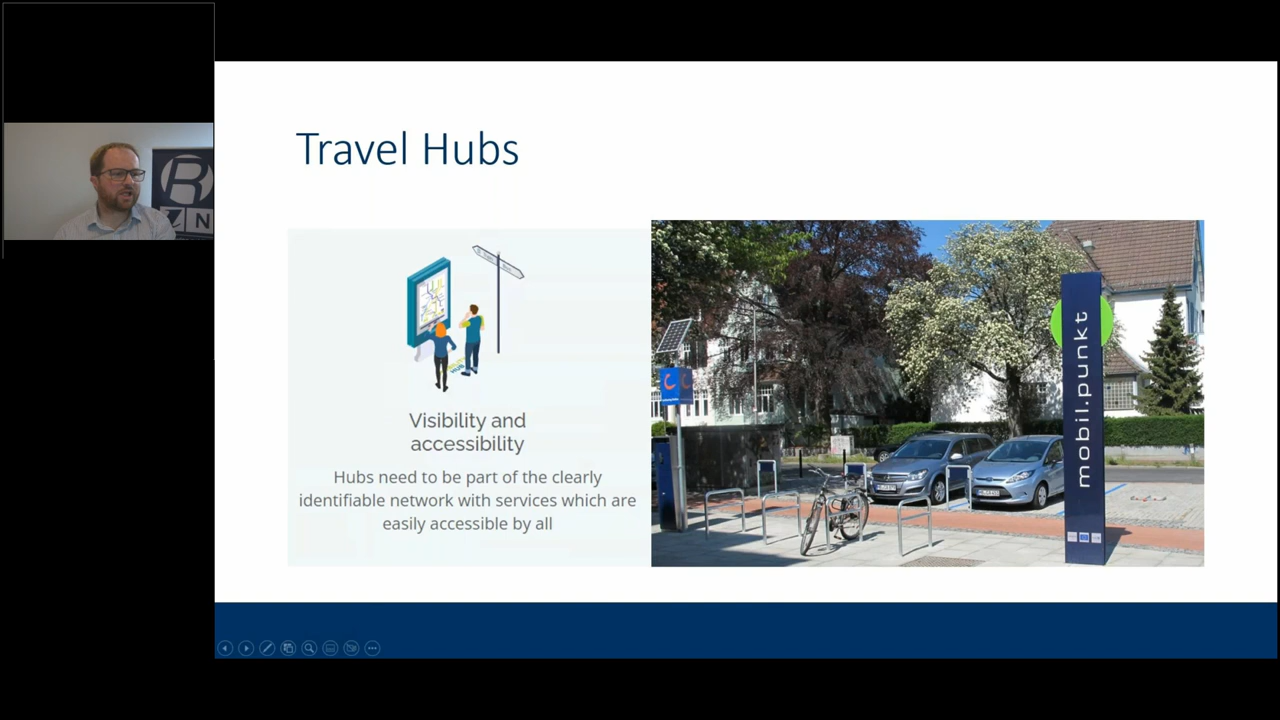 Travel Hubs
Visibility and
accessibility
Hubs need to be part of the clearly
identifiable network with services which are
easily accessible by all
mobil.punkt
R
N